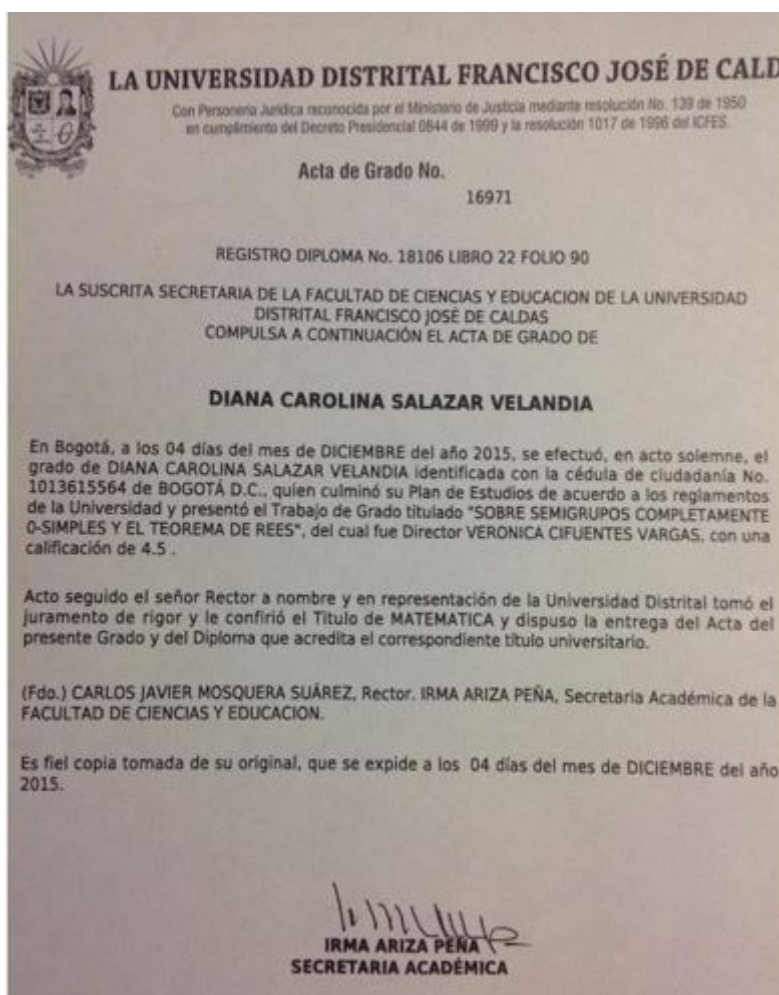 LA UNIVERSIDAD DISTRITAL FRANCISCO JOSÉ DE CALD
Con Personería Jurídica reconocida por el Ministerio de Justicia mediante resolución No. 139 de 1950
en cumplimiento del Decreto Presidencial 0844 de 1999 y la resolución 1017 de 1996 del ICFES.
Acta de Grado No.
16971
REGISTRO DIPLOMA No. 18106 LIBRO 22 FOLIO 90
LA SUSCRITA SECRETARIA DE LA FACULTAD DE CIENCIAS Y EDUCACION DE LA UNIVERSIDAD
DISTRITAL FRANCISCO JOSÉ DE CALDAS
COMPULSA A CONTINUACIÓN EL ACTA DE GRADO DE
DIANA CAROLINA SALAZAR VELANDIA
En Bogotá, a los 04 días del mes de DICIEMBRE del año 2015, se efectuó, en acto solemne, el
grado de DIANA CAROLINA SALAZAR VELANDIA identificada con la cédula de ciudadanía No.
1013615564 de BOGOTÁ D.C., quien culminó su Plan de Estudios de acuerdo a los reglamentos
de la Universidad y presentó el Trabajo de Grado titulado "SOBRE SEMIGRUPOS COMPLETAMENTE
0-SIMPLES Y EL TEOREMA DE REES", del cual fue Director VERONICA CIFUENTES VARGAS, con una
calificación de 4.5 .
Acto seguido el señor Rector a nombre y en representación de la Universidad Distrital tomó el
juramento de rigor y le confirió el Titulo de MATEMATICA y dispuso la entrega del Acta del
presente Grado y del Diploma que acredita el correspondiente título universitario.
(Fdo.) CARLOS JAVIER MOSQUERA SUÁREZ, Rector. IRMA ARIZA PEÑA, Secretaria Académica de la
FACULTAD DE CIENCIAS Y EDUCACION.
Es fiel copia tomada de su original, que se expide a los 04 días del mes de DICIEMBRE del año
2015.
IRMA ARIZA PEÑA
SECRETARIA ACADÉMICA